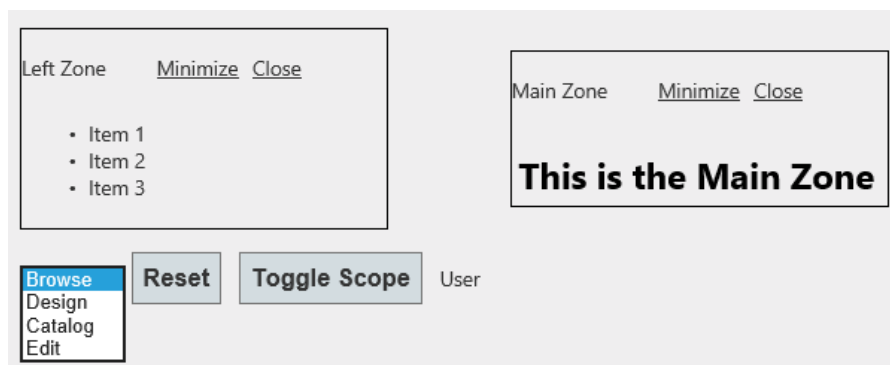 Left Zone Minimize Close
• Item 1
• Item 2
• Item 3
Main Zone Minimize Close
This is the Main Zone
Browse
Design
Catalog
Edit
Reset
Toggle Scope
User